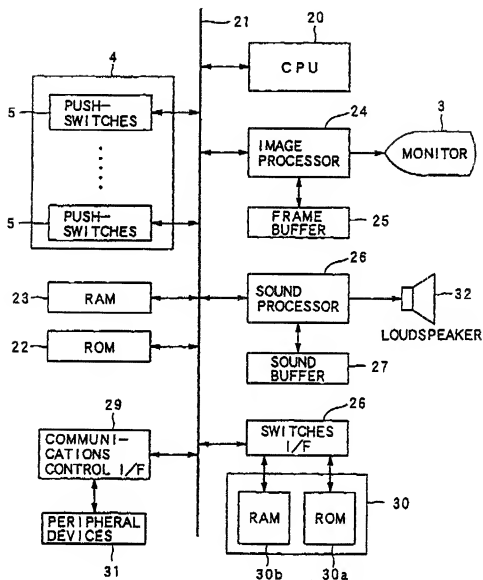 21
4
20
CPU
5
PUSH-
SWITCHES
24
3
IMAGE
PROCESSOR
MONITOR
5
PUSH-
SWITCHES
FRAME
BUFFER
25
26
32
23
RAM
SOUND
PROCESSOR
LOUDSPEAKER
22
ROM
SOUND
BUFFER
27
29
26
COMMUNI-
CATIONS
CONTROL I/F
SWITCHES
I/F
30
RAM
ROM
PERIPHERAL
DEVICES
31
30b
30a